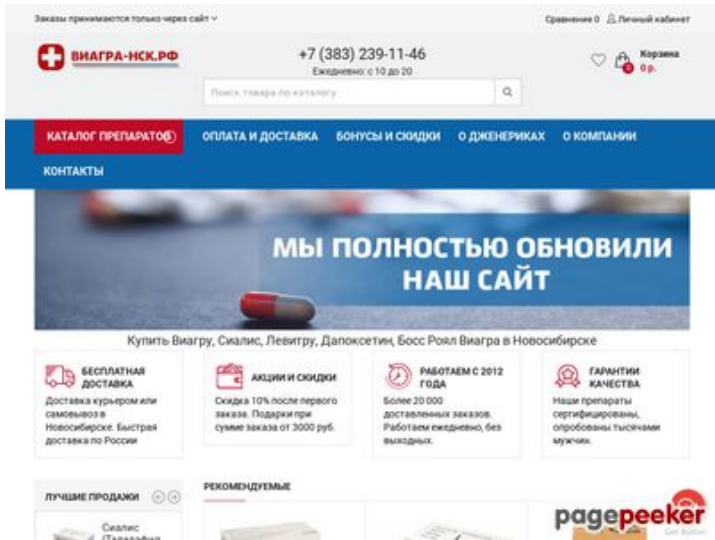 Заказы принимаются только через сайт
Сравнение 0 Личный кабинет
ВИАГРА-НСК.РФ
+7 (383) 239-11-46
Ежедневно: с 10 до 20
Корзина
0 р.
0
Поиск товара по каталогу
КАТАЛОГ ПРЕПАРАТОВ
ОПЛАТА И ДОСТАВКА
БОНУСЫ И СКИДКИ
О ДЖЕНЕРИКАХ
О КОМПАНИИ
КОНТАКТЫ
МЫ ПОЛНОСТЬЮ ОБНОВИЛИ
НАШ САЙТ
Купить Виагру, Сиалис, Левитру, Дапоксетин, Босс Роял Виагра в Новосибирске
БЕСПЛАТНАЯ
ДОСТАВКА
Доставка курьером или
самовывоз в
Новосибирске. Быстрая
доставка по России
АКЦИИ И СКИДКИ
Скидка 10% после первого
заказа. Подарки при
сумме заказа от 3000 руб.
РАБОТАЕМ С 2012
ГОДА
Более 20 000
доставленных заказов.
Работаем ежедневно, без
выходных.
ГАРАНТИИ
КАЧЕСТВА
Наши препараты
сертифицированы,
опробованы тысячами
мужчин.
ЛУЧШИЕ ПРОДАЖИ
РЕКОМЕНДУЕМЫЕ
Сиалис
pagepeeker
Get Button